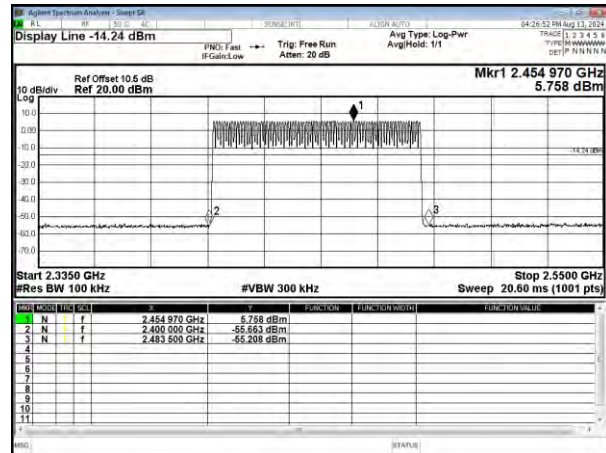 Agilent Spectrum Analyzer - Swept SA
RL RF 50 Ω AC SENSE:INT ALIGN AUTO 04:26:52 PM Aug 13, 2024
Display Line -14.24 dBm
PNO: Fast Trig: Free Run Avg Type: Log-Pwr TRACE 1 2 3 4 5 6
IFGain:Low Atten: 20 dB Avg|Hold: 1/1 TYPE M WWWWW
DET P N N N N N
Ref Offset 10.5 dB Mkr1 2.454 970 GHz
10 dB/div Ref 20.00 dBm 5.758 dBm
Log
10.0
1
0.00
-10.0
-14.24 dBm
-20.0
-30.0
-40.0
-50.0
2 3
-60.0
-70.0
Start 2.3350 GHz Stop 2.5500 GHz
#Res BW 100 kHz #VBW 300 kHz Sweep 20.60 ms (1001 pts)
MKR MODE TRC SCL X Y FUNCTION FUNCTION WIDTH FUNCTION VALUE
1 N f 2.454 970 GHz 5.758 dBm
2 N f 2.400 000 GHz -55.663 dBm
3 N f 2.483 500 GHz -55.208 dBm
4
5
6
7
8
9
10
11
MSG STATUS